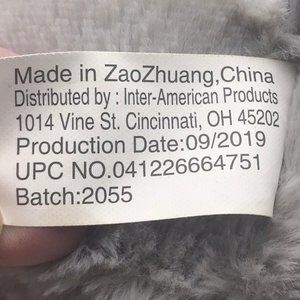 Made in ZaoZhuang,China
Distributed by : Inter-American Products
1014 Vine St. Cincinnati, OH 45202
Production Date:09/2019
UPC NO.041226664751
Batch:2055